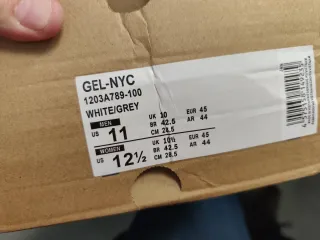 GEL-NYC
1203A789-100
WHITE/GREY
MEN
US 11
UK 10 EUR 45
BR 42.5 AR 44
CM 28.5
WOMEN
US 12½
UK 10½ EUR 45
BR 42.5 AR 44
CM 28.5